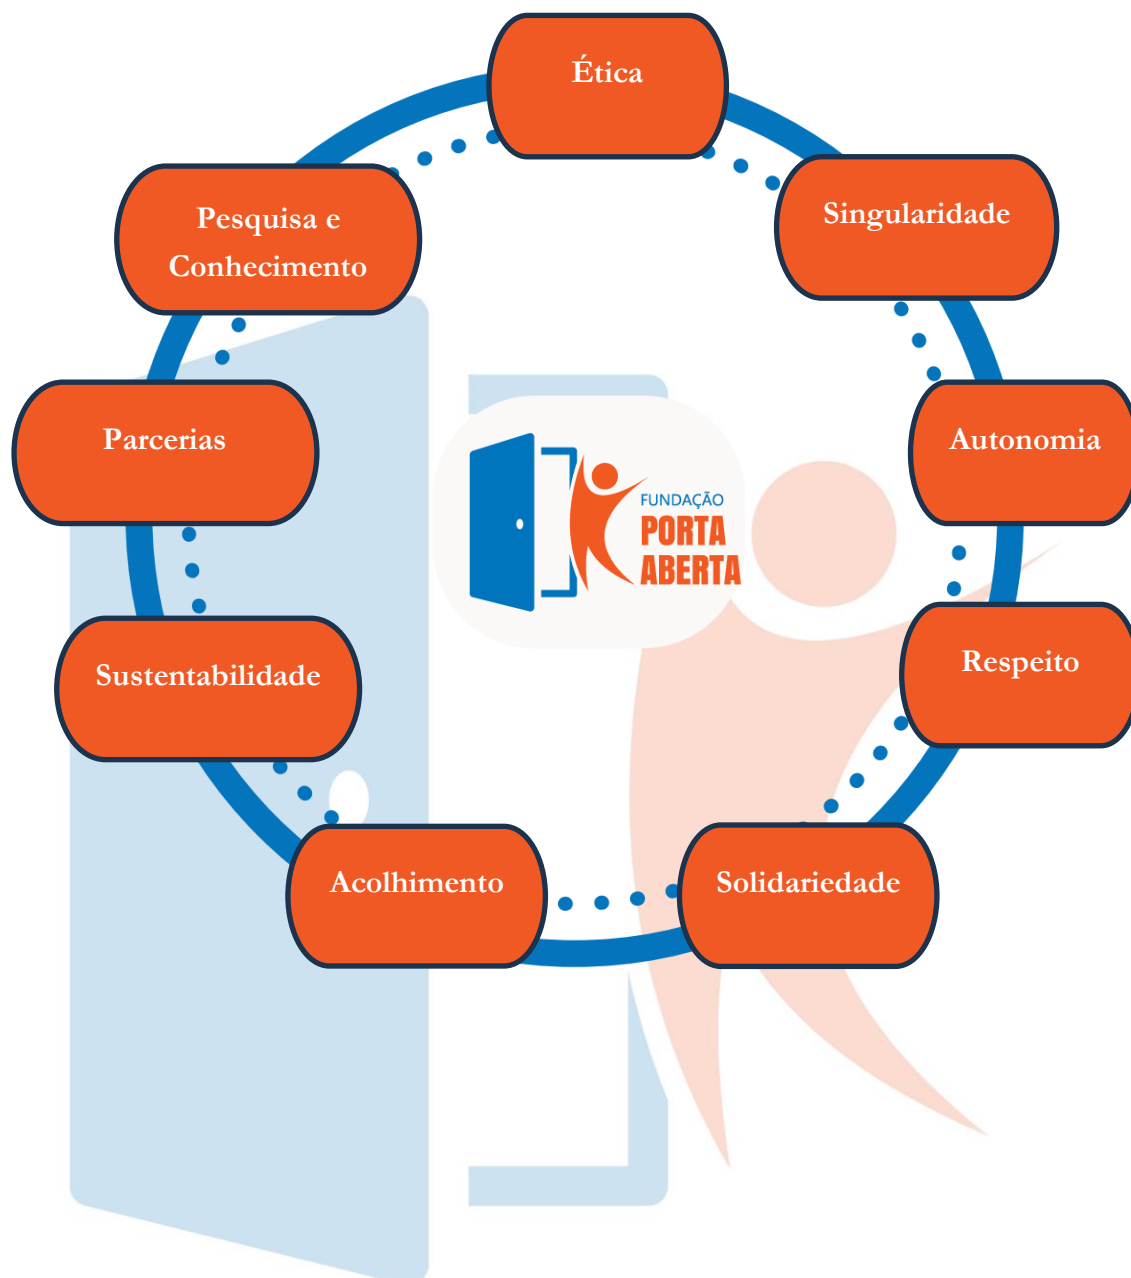 Ética
Singularidade
Pesquisa e
Conhecimento
Parcerias
Autonomia
FUNDAÇÃO
PORTA
ABERTA
Sustentabilidade
Respeito
Acolhimento
Solidariedade